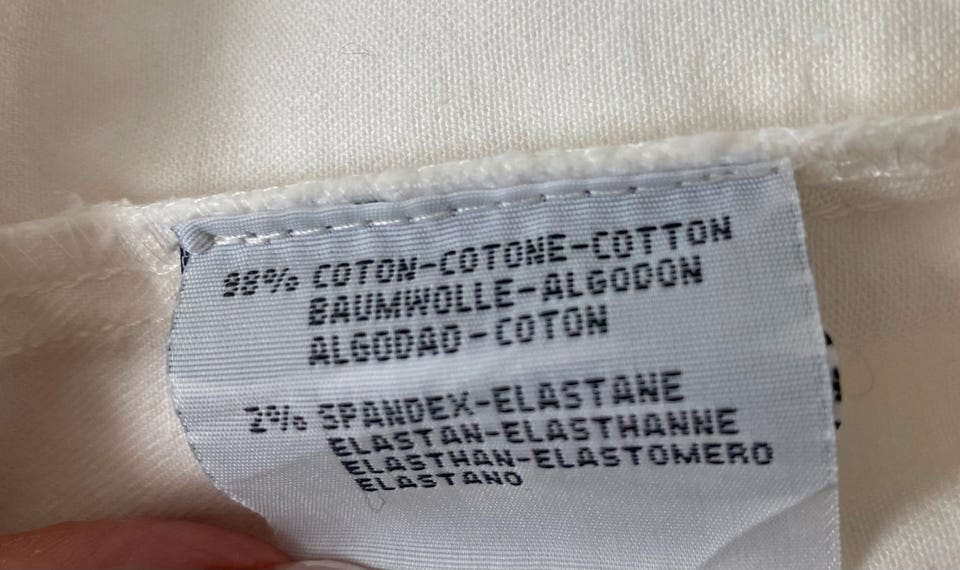 98% COTON-COTONE-COTTON
BAUMWOLLE-ALGODON
ALGODAO-COTON
2% SPANDEX-ELASTANE
ELASTAN-ELASTHANNE
ELASTHAN-ELASTOMERO
ELASTANO